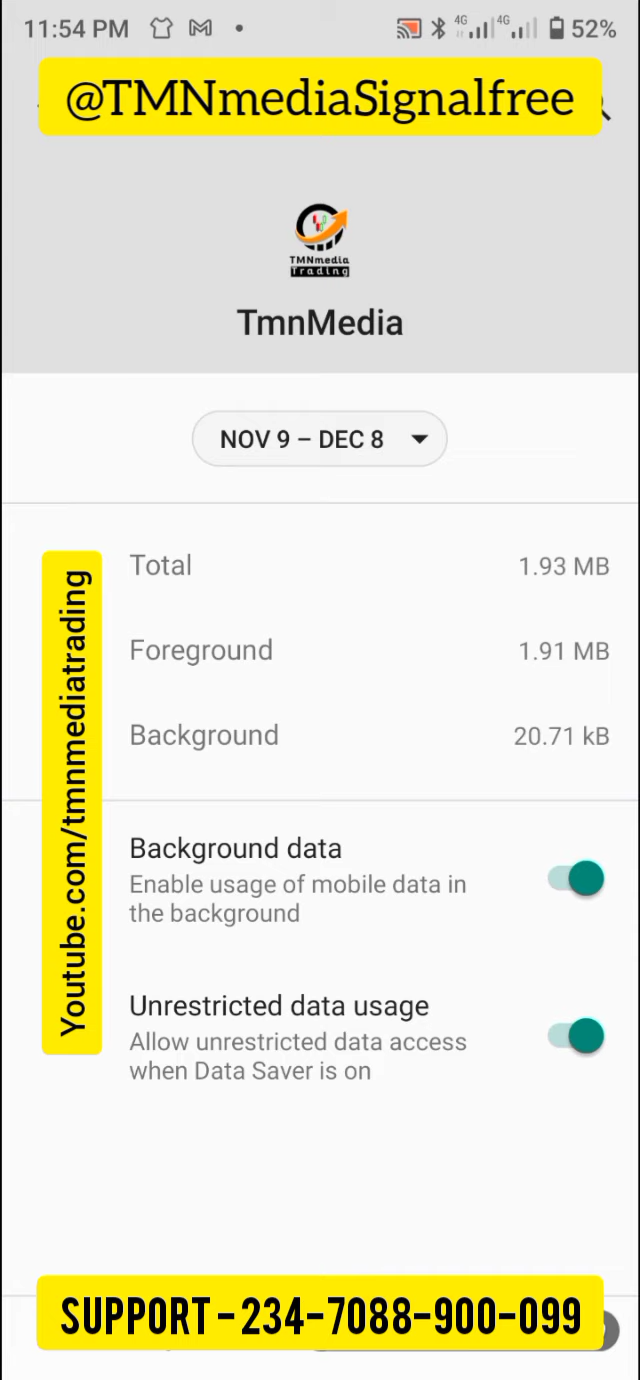 11:54 PM
4G
4G
52%
@TMNmediaSignalfree
TMNmedia
Trading
TmnMedia
NOV 9 – DEC 8
Total
1.93 MB
Foreground
1.91 MB
Background
20.71 kB
Youtube.com/tmnmediatrading
Background data
Enable usage of mobile data in
the background
Unrestricted data usage
Allow unrestricted data access
when Data Saver is on
SUPPORT - 234-7088-900-099